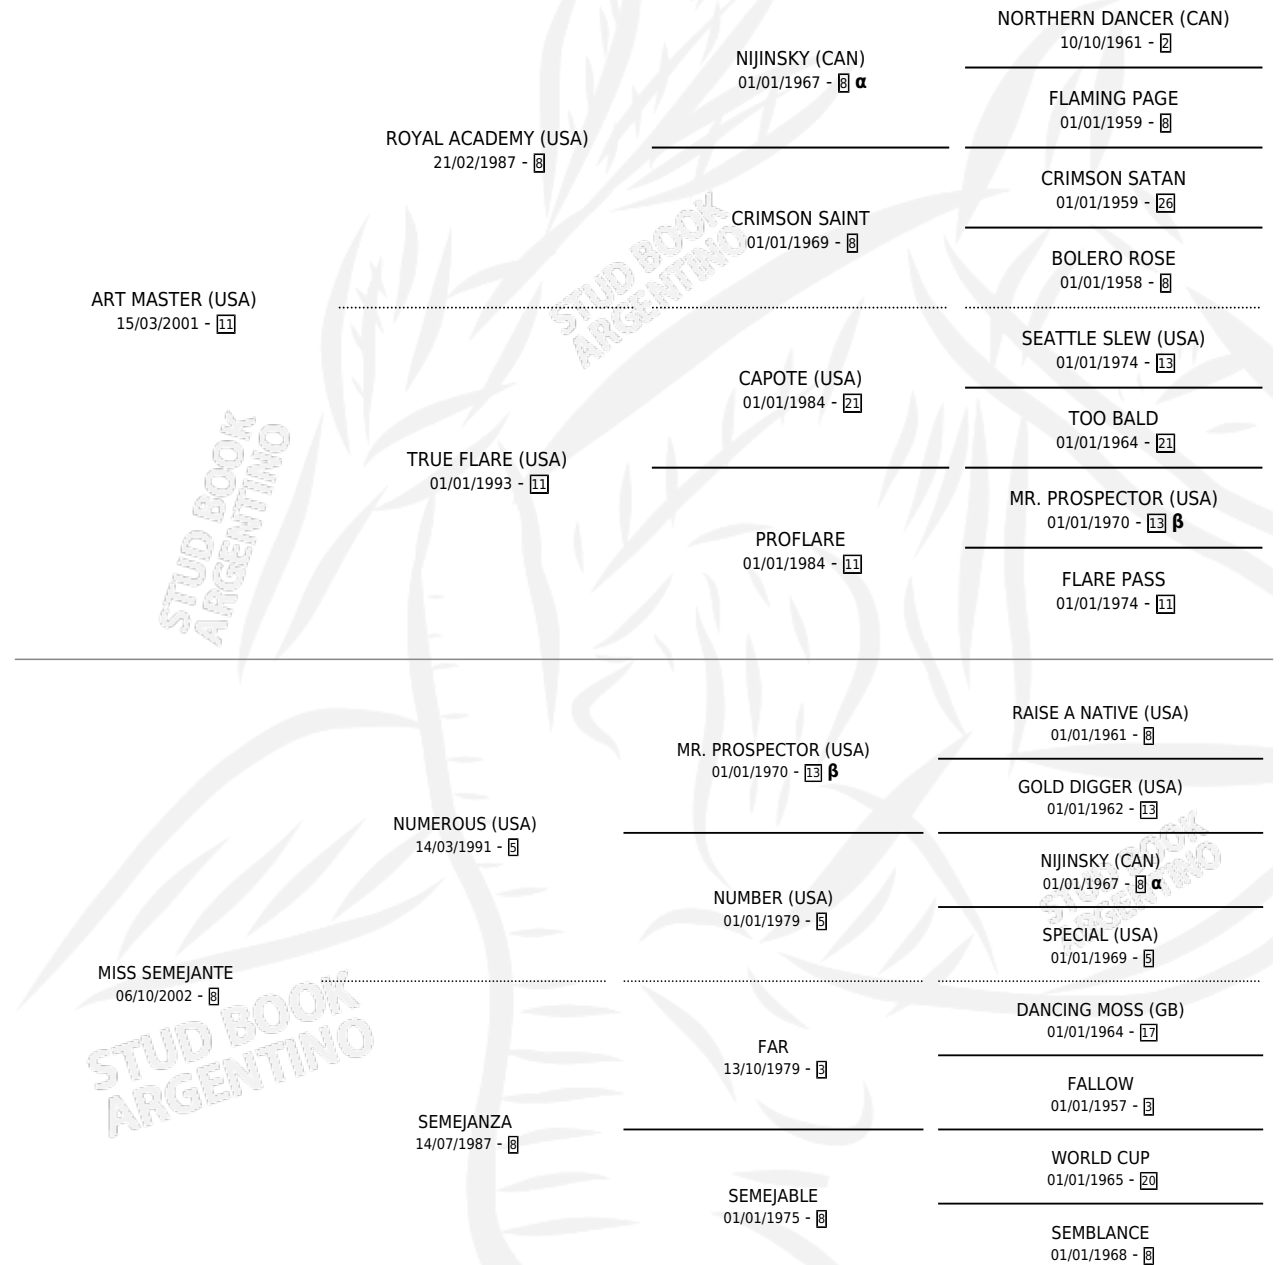 NORTHERN DANCER (CAN)
10/10/1961 - 2
NIJINSKY (CAN)
01/01/1967 - 8 α
FLAMING PAGE
01/01/1959 - 8
ROYAL ACADEMY (USA)
21/02/1987 - 8
CRIMSON SATAN
01/01/1959 - 26
CRIMSON SAINT
01/01/1969 - 8
BOLERO ROSE
01/01/1958 - 8
ART MASTER (USA)
15/03/2001 - 11
SEATTLE SLEW (USA)
01/01/1974 - 13
CAPOTE (USA)
01/01/1984 - 21
TOO BALD
01/01/1964 - 21
TRUE FLARE (USA)
01/01/1993 - 11
MR. PROSPECTOR (USA)
01/01/1970 - 13 β
PROFLARE
01/01/1984 - 11
FLARE PASS
01/01/1974 - 11
RAISE A NATIVE (USA)
01/01/1961 - 8
MR. PROSPECTOR (USA)
01/01/1970 - 13 β
GOLD DIGGER (USA)
01/01/1962 - 13
NUMEROUS (USA)
14/03/1991 - 5
NIJINSKY (CAN)
01/01/1967 - 8 α
NUMBER (USA)
01/01/1979 - 5
SPECIAL (USA)
01/01/1969 - 5
MISS SEMEJANTE
06/10/2002 - 8
DANCING MOSS (GB)
01/01/1964 - 17
FAR
13/10/1979 - 3
FALLOW
01/01/1957 - 3
SEMEJANZA
14/07/1987 - 8
WORLD CUP
01/01/1965 - 20
SEMEJABLE
01/01/1975 - 8
SEMBLANCE
01/01/1968 - 8
STUD BOOK
ARGENTINO
STUD BOOK
ARGENTINO
STUD BOOK
ARGENTINO
STUD BOOK
ARGENTINO